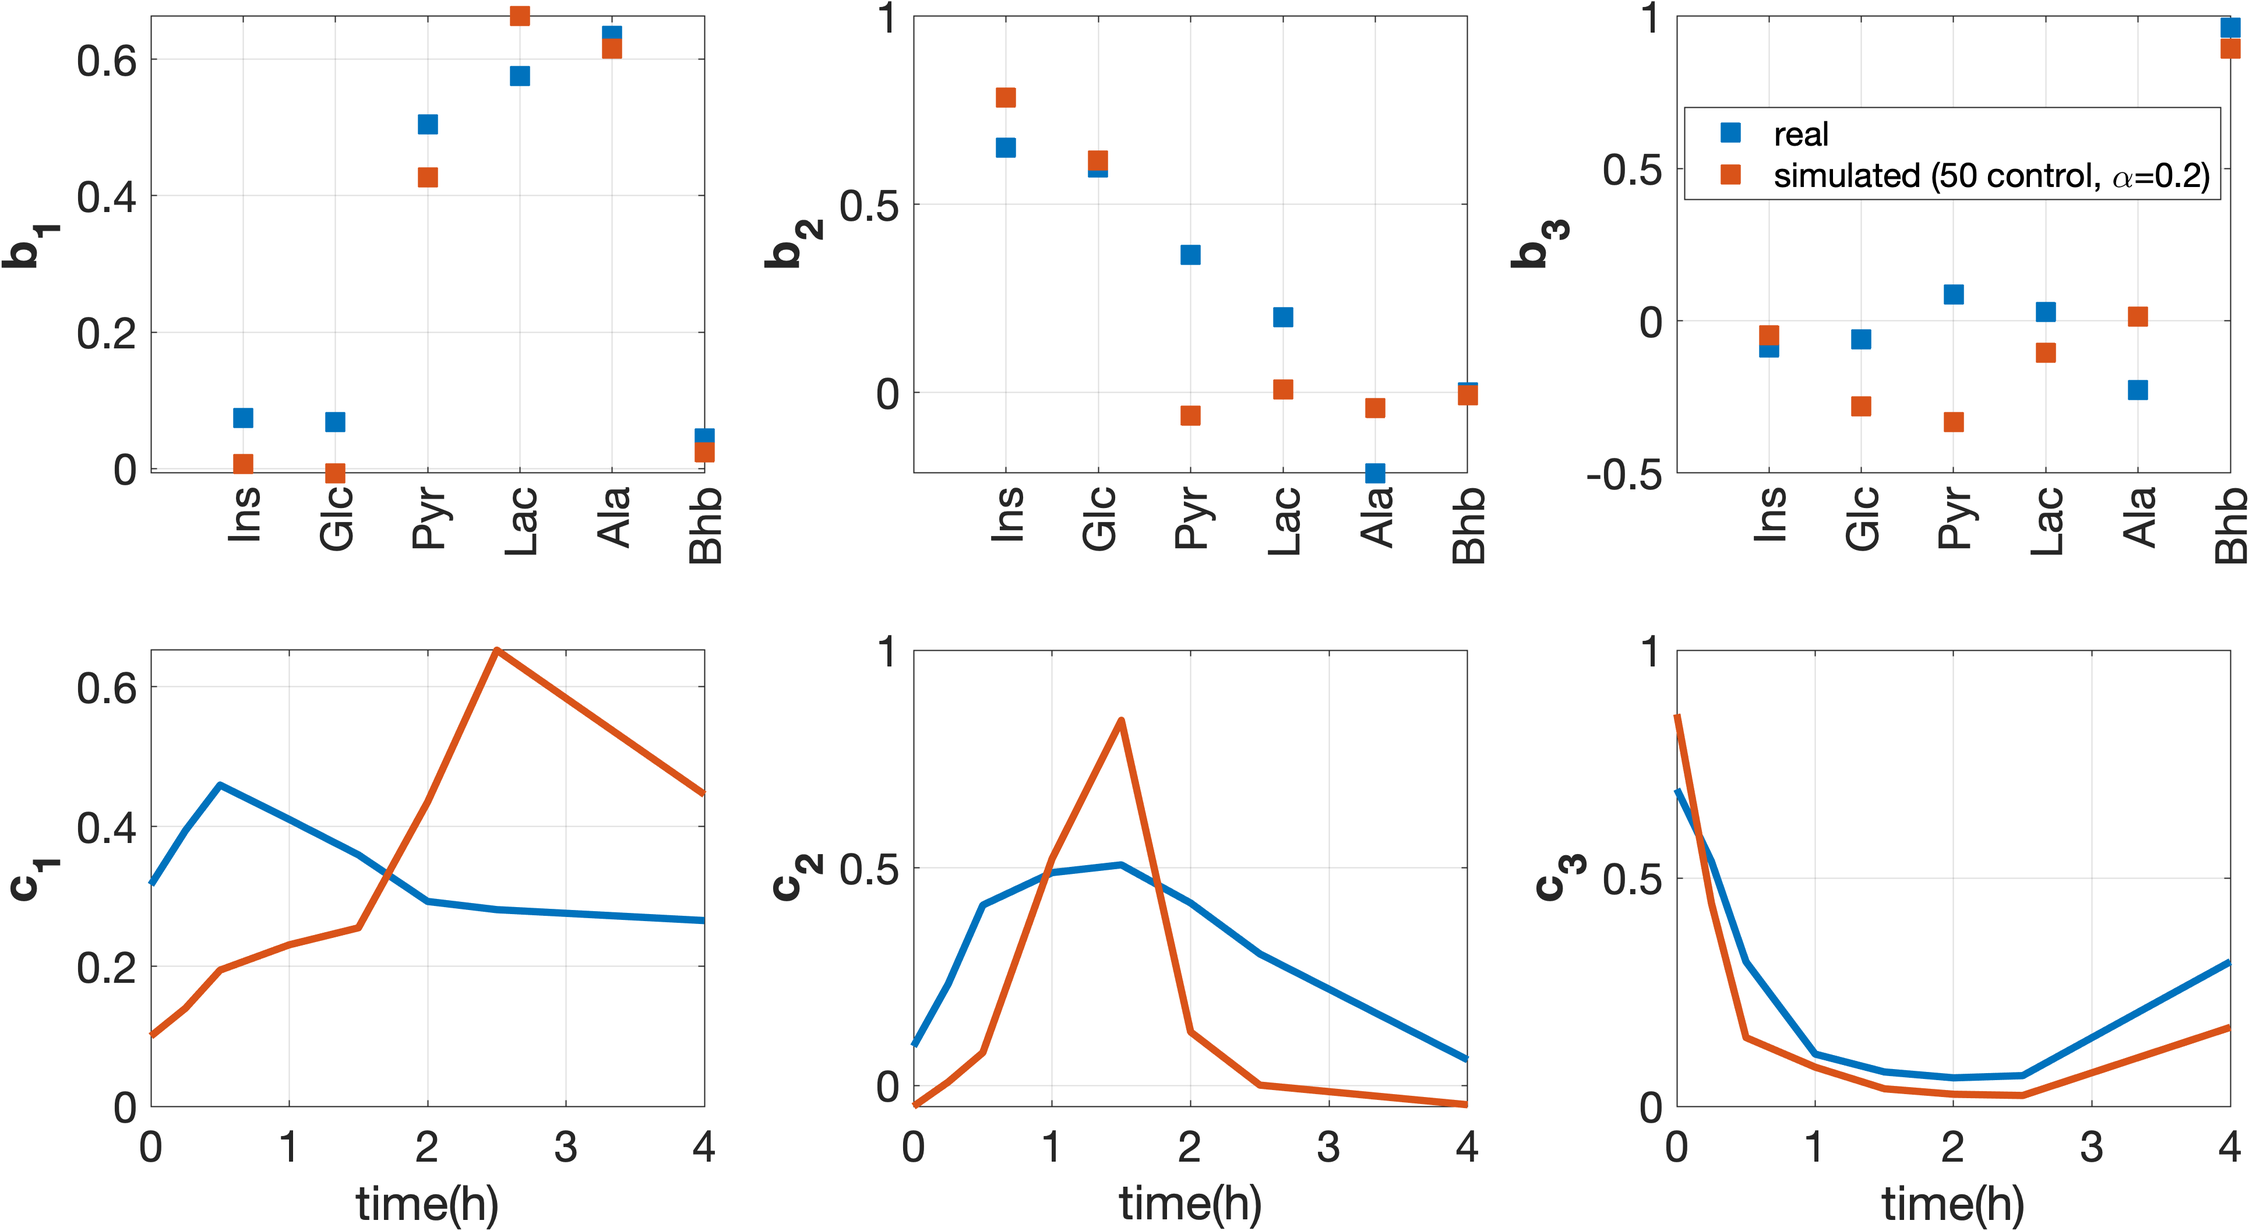 b1
0.6
0.4
0.2
0
Ins
Glc
Pyr
Lac
Ala
Bhb
b2
1
0.5
0
Ins
Glc
Pyr
Lac
Ala
Bhb
b3
1
0.5
0
-0.5
real
simulated (50 control, α=0.2)
Ins
Glc
Pyr
Lac
Ala
Bhb
c1
0.6
0.4
0.2
0
0 1 2 3 4
time(h)
c2
1
0.5
0
0 1 2 3 4
time(h)
c3
1
0.5
0
0 1 2 3 4
time(h)